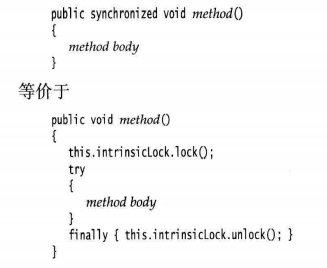 public synchronized void method()
{
method body
}
等价于
public void method()
{
this.intrinsicLock.lock();
try
{
method body
}
finally { this.intrinsicLock.unlock(); }
}